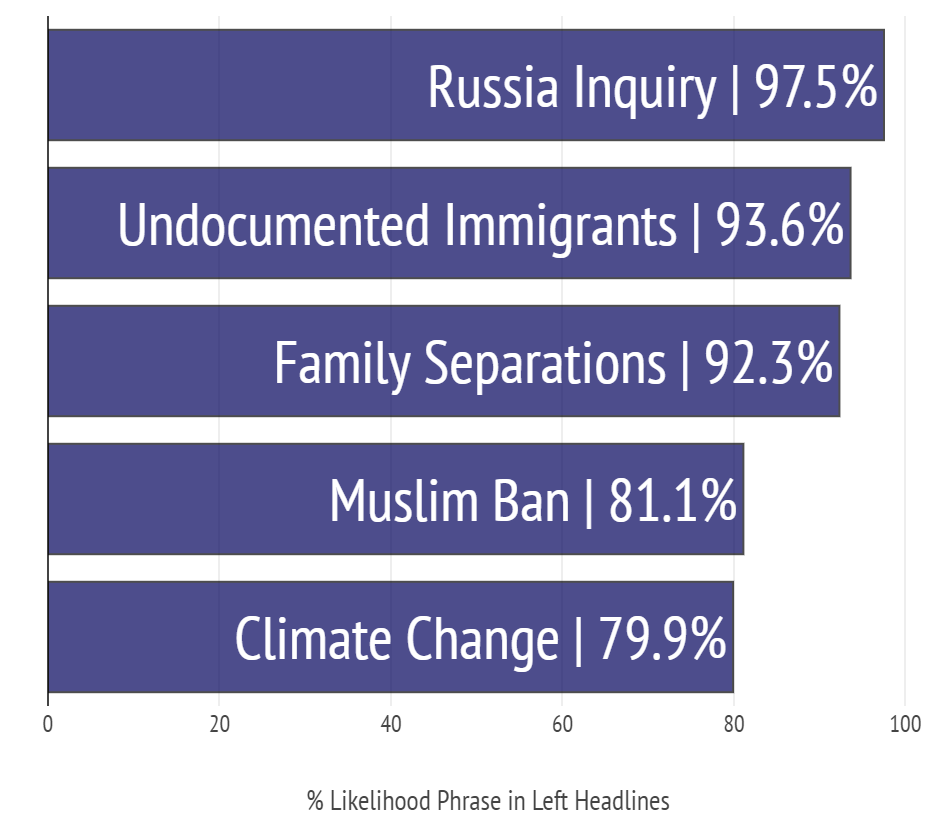 Russia Inquiry | 97.5%
Undocumented Immigrants | 93.6%
Family Separations | 92.3%
Muslim Ban | 81.1%
Climate Change | 79.9%
0 20 40 60 80 100
% Likelihood Phrase in Left Headlines